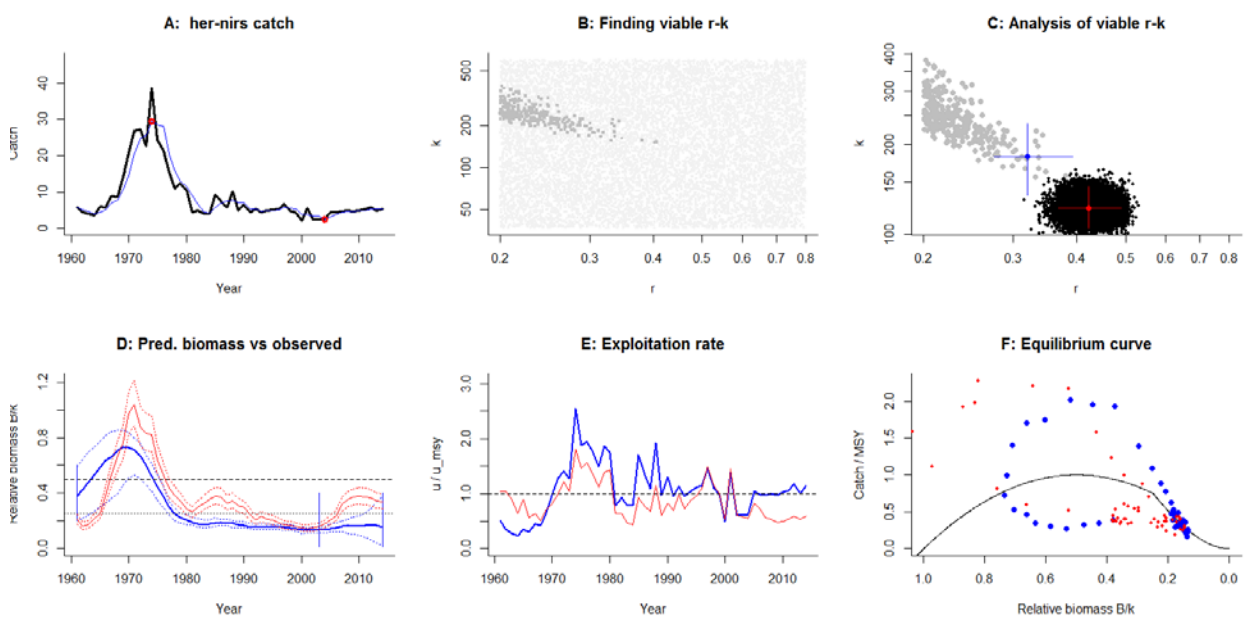 A: her-nirs catch
Catch
0 10 20 30 40
1960 1970 1980 1990 2000 2010
Year
B: Finding viable r-k
k
50 100 200 500
0.2 0.3 0.4 0.5 0.6 0.7 0.8
r
C: Analysis of viable r-k
k
100 150 200 300 400
0.2 0.3 0.4 0.5 0.6 0.7 0.8
r
D: Pred. biomass vs observed
Relative biomass B/k
0.0 0.4 0.8 1.2
1960 1970 1980 1990 2000 2010
Year
E: Exploitation rate
u / u_msy
0.0 1.0 2.0 3.0
1960 1970 1980 1990 2000 2010
Year
F: Equilibrium curve
Catch / MSY
0.0 0.5 1.0 1.5 2.0
1.0 0.8 0.6 0.4 0.2 0.0
Relative biomass B/k